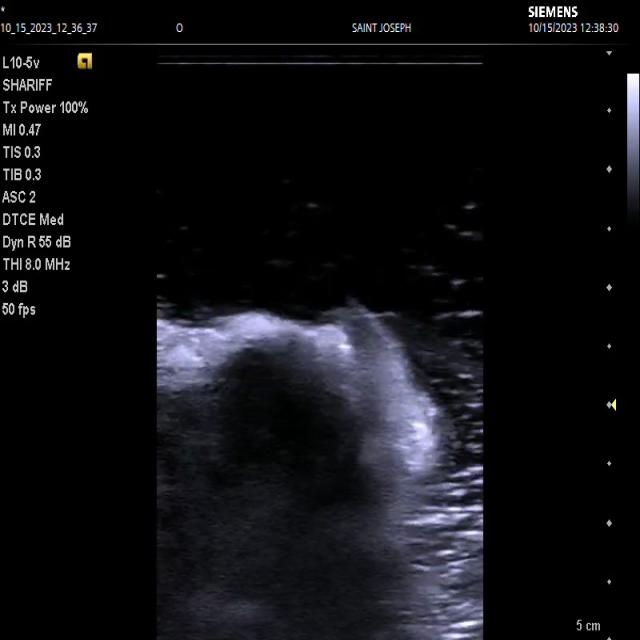 *
SIEMENS
10_15_2023_12_36_37 O SAINT JOSEPH 10/15/2023 12:38:30
L10-5v
SHARIFF
Tx Power 100%
MI 0.47
TIS 0.3
TIB 0.3
ASC 2
DTCE Med
Dyn R 55 dB
THI 8.0 MHz
3 dB
50 fps
5 cm